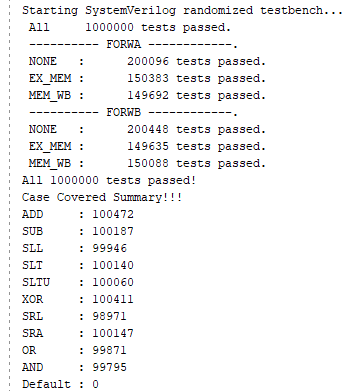 Starting SystemVerilog randomized testbench...
All     1000000 tests passed.
---------- FORWA ------------.
NONE   :      200096 tests passed.
EX_MEM :      150383 tests passed.
MEM_WB :      149692 tests passed.
---------- FORWB ------------.
NONE   :      200448 tests passed.
EX_MEM :      149635 tests passed.
MEM_WB :      150088 tests passed.
All 1000000 tests passed!
Case Covered Summary!!!
ADD     : 100472
SUB     : 100187
SLL     : 99946
SLT     : 100140
SLTU    : 100060
XOR     : 100411
SRL     : 98971
SRA     : 100147
OR      : 99871
AND     : 99795
Default : 0